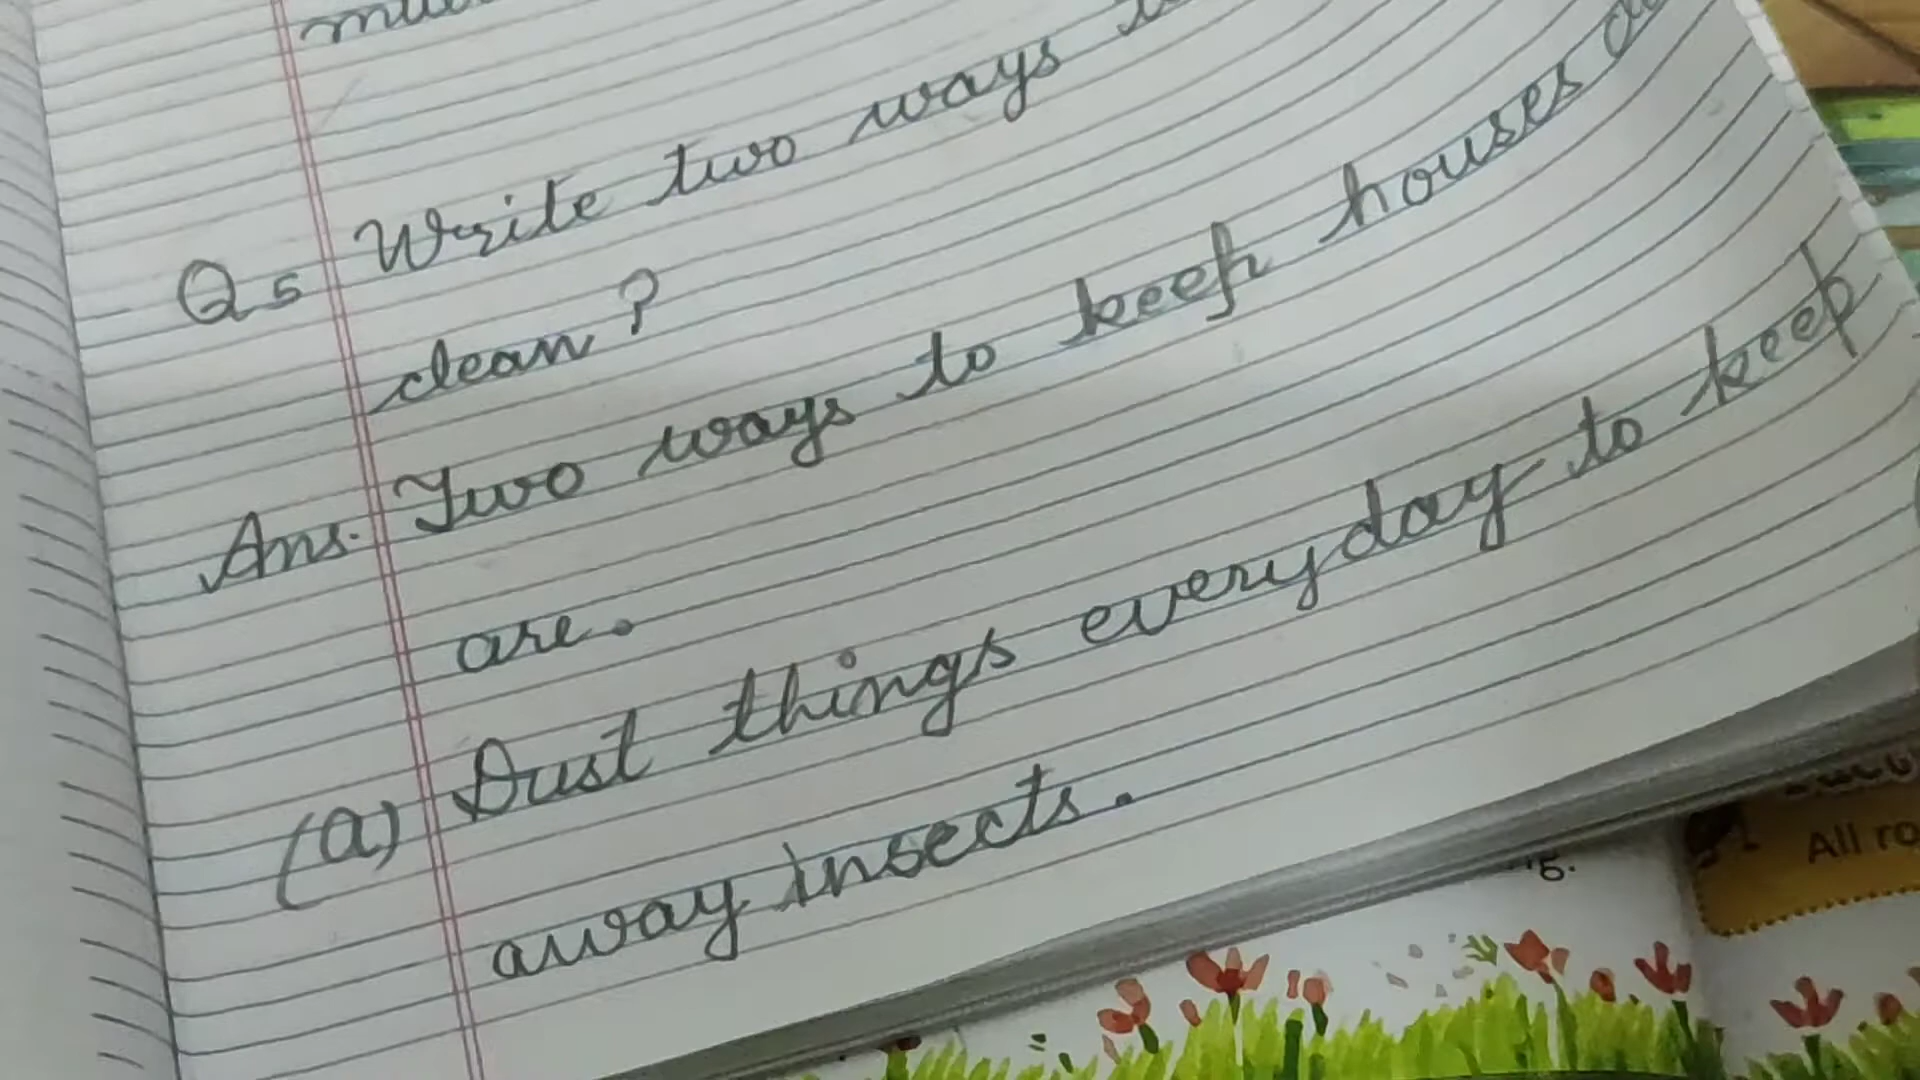 Q5 Write two ways
clean?
Ans. Two ways to keep houses
are.
(a) Dust things everyday to keep
away insects.
All ro
g.